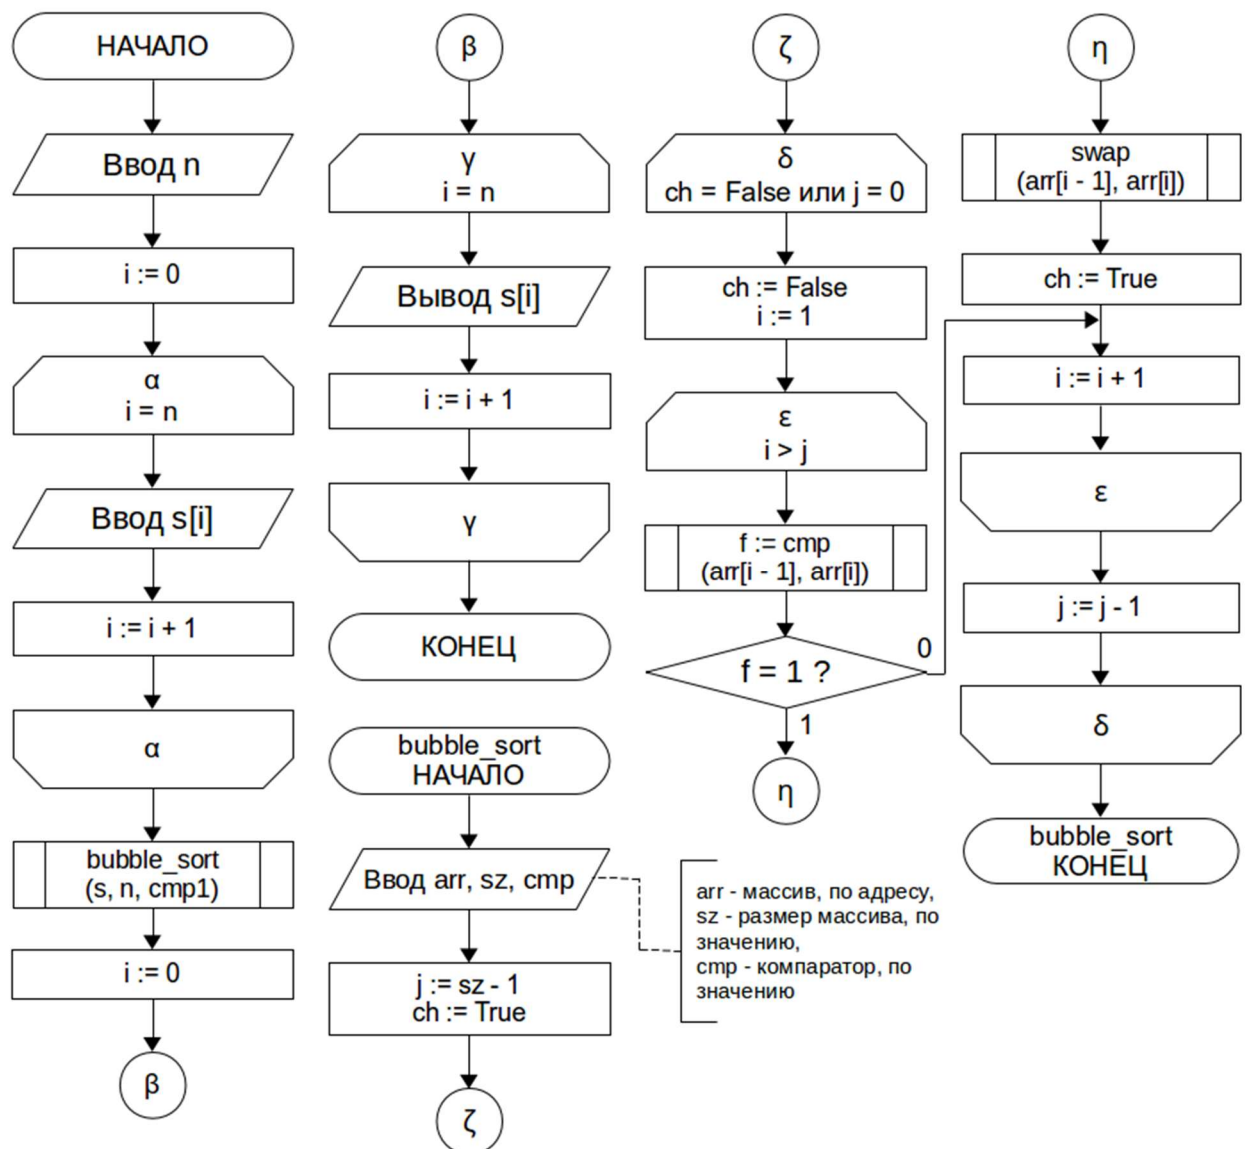 НАЧАЛО
Ввод n
i := 0
α
i = n
Ввод s[i]
i := i + 1
α
bubble_sort
(s, n, cmp1)
i := 0
β
β
γ
i = n
Вывод s[i]
i := i + 1
γ
КОНЕЦ
bubble_sort
НАЧАЛО
Ввод arr, sz, cmp
arr - массив, по адресу,
sz - размер массива, по
значению,
cmp - компаратор, по
значению
j := sz - 1
ch := True
ζ
ζ
δ
ch = False или j = 0
ch := False
i := 1
ε
i > j
f := cmp
(arr[i - 1], arr[i])
f = 1 ?
0
1
η
η
swap
(arr[i - 1], arr[i])
ch := True
i := i + 1
ε
j := j - 1
δ
bubble_sort
КОНЕЦ